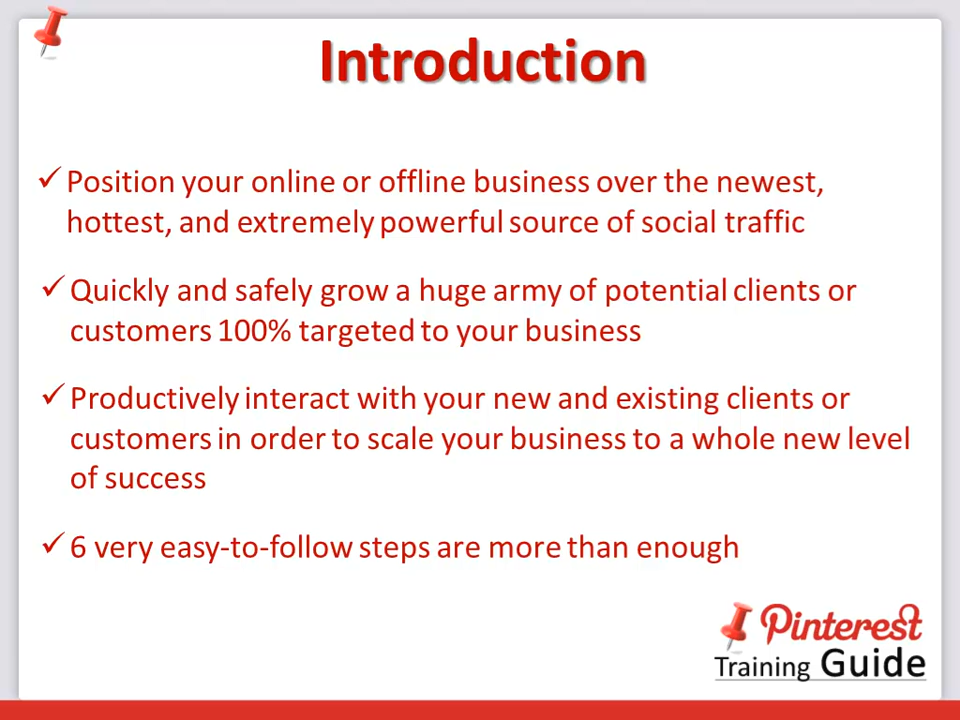 Introduction
✓ Position your online or offline business over the newest,
hottest, and extremely powerful source of social traffic
✓ Quickly and safely grow a huge army of potential clients or
customers 100% targeted to your business
✓ Productively interact with your new and existing clients or
customers in order to scale your business to a whole new level
of success
✓ 6 very easy-to-follow steps are more than enough
Pinterest
Training Guide